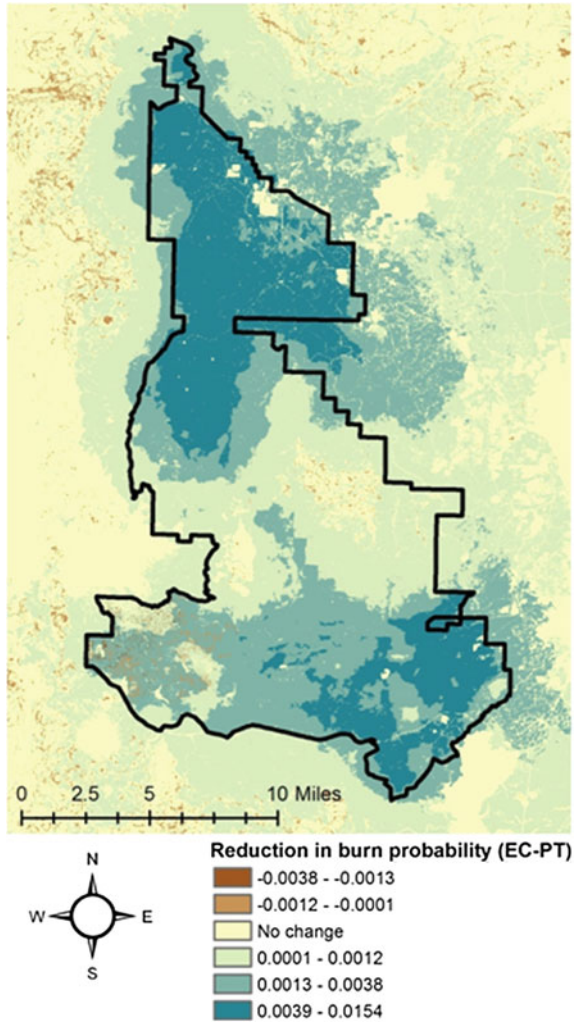 0 2.5 5 10 Miles
Reduction in burn probability (EC-PT)
N
W E
S
-0.0038 - -0.0013
-0.0012 - -0.0001
No change
0.0001 - 0.0012
0.0013 - 0.0038
0.0039 - 0.0154